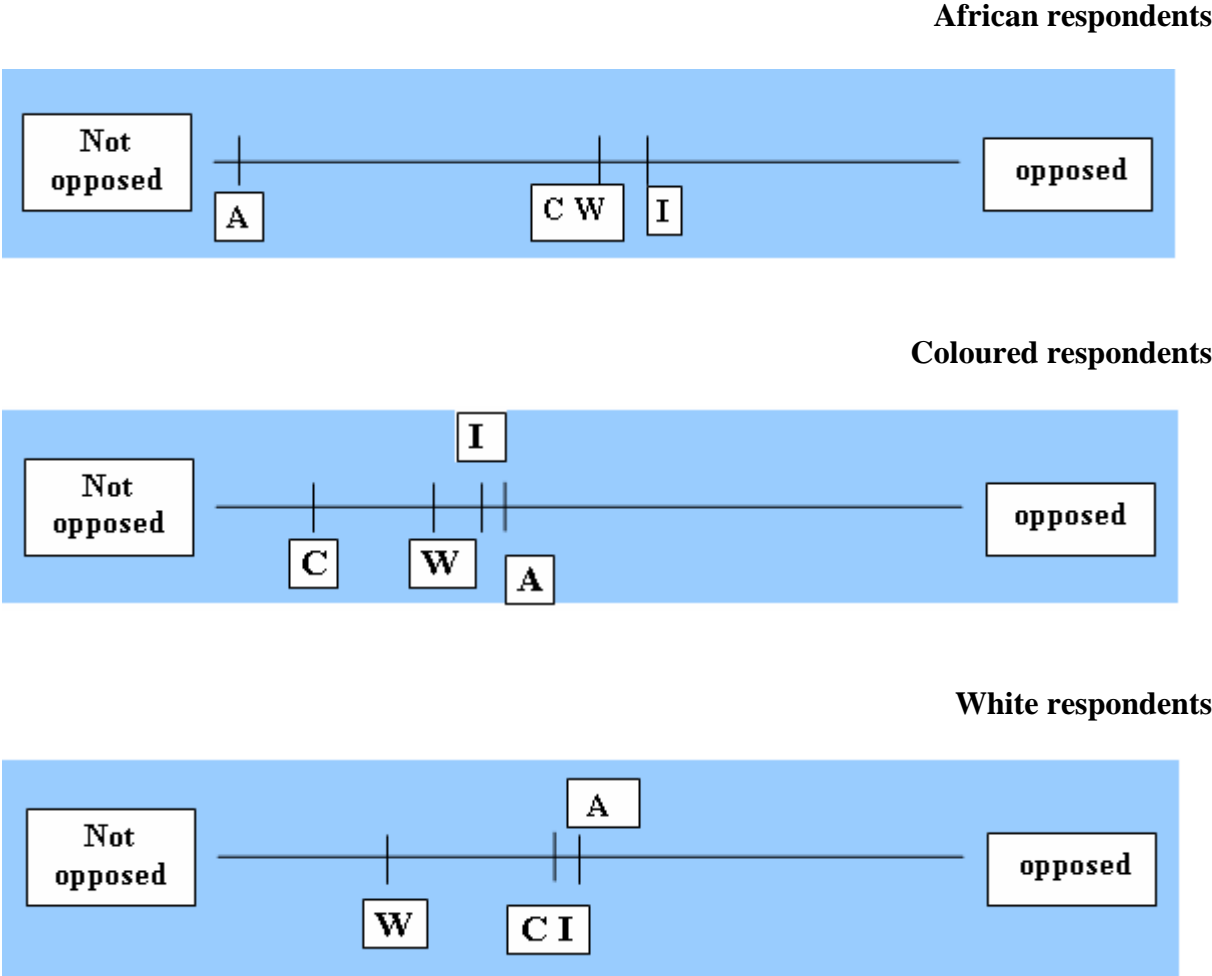 African respondents
Not
opposed
A
C W
I
opposed
Coloured respondents
I
Not
opposed
C
W
A
opposed
White respondents
A
Not
opposed
W
C I
opposed